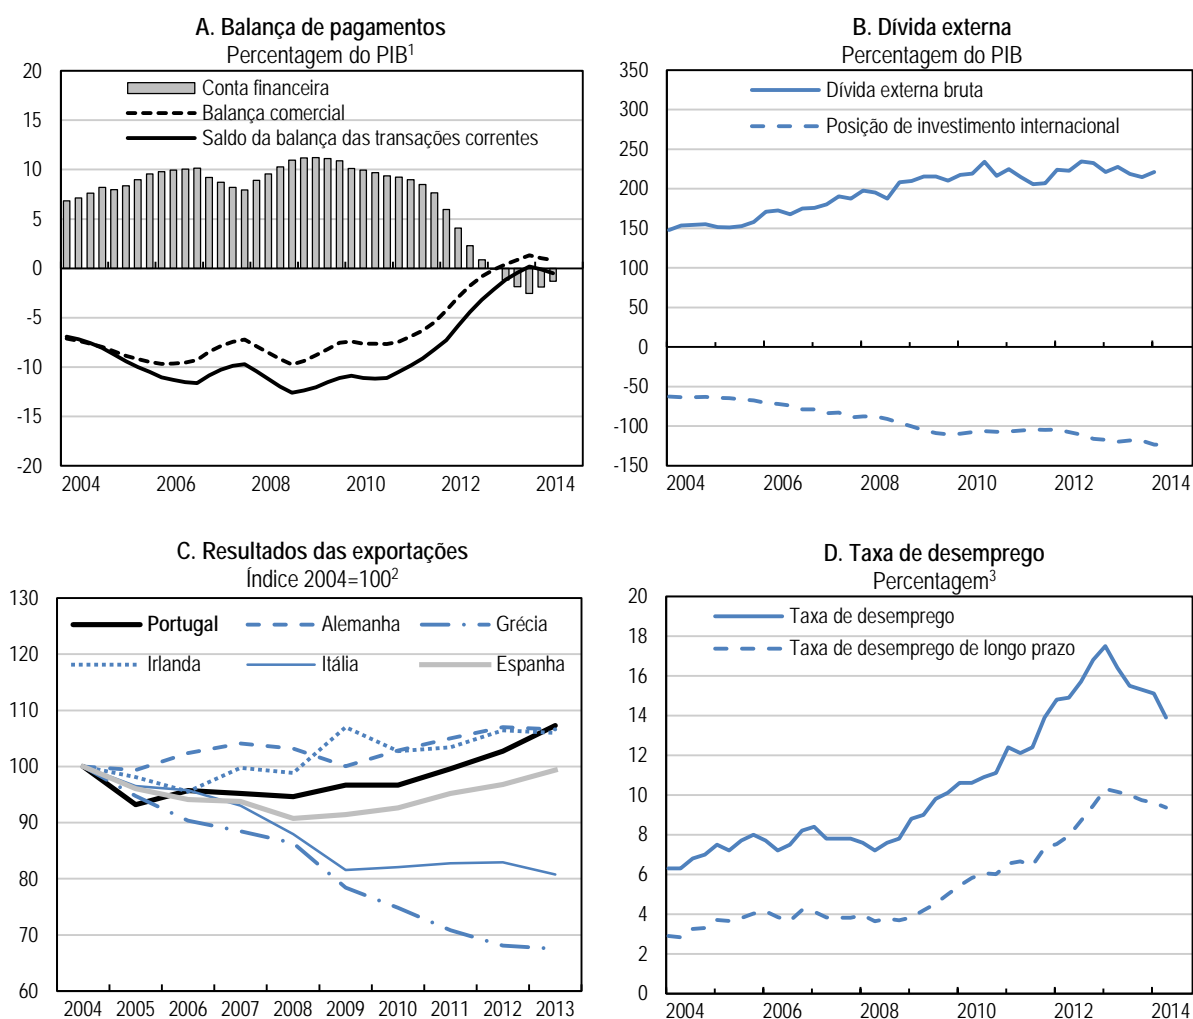 A. Balança de pagamentos
Percentagem do PIB¹
20
15
10
5
0
-5
-10
-15
-20
Conta financeira
Balança comercial
Saldo da balança das transações correntes
2004 2006 2008 2010 2012 2014
B. Dívida externa
Percentagem do PIB
350
300
250
200
150
100
50
0
-50
-100
-150
Dívida externa bruta
Posição de investimento internacional
2004 2006 2008 2010 2012 2014
C. Resultados das exportações
Índice 2004=100²
130
120
110
100
90
80
70
60
Portugal Alemanha Grécia
Irlanda Itália Espanha
2004 2005 2006 2007 2008 2009 2010 2011 2012 2013
D. Taxa de desemprego
Percentagem³
20
18
16
14
12
10
8
6
4
2
0
Taxa de desemprego
Taxa de desemprego de longo prazo
2004 2006 2008 2010 2012 2014